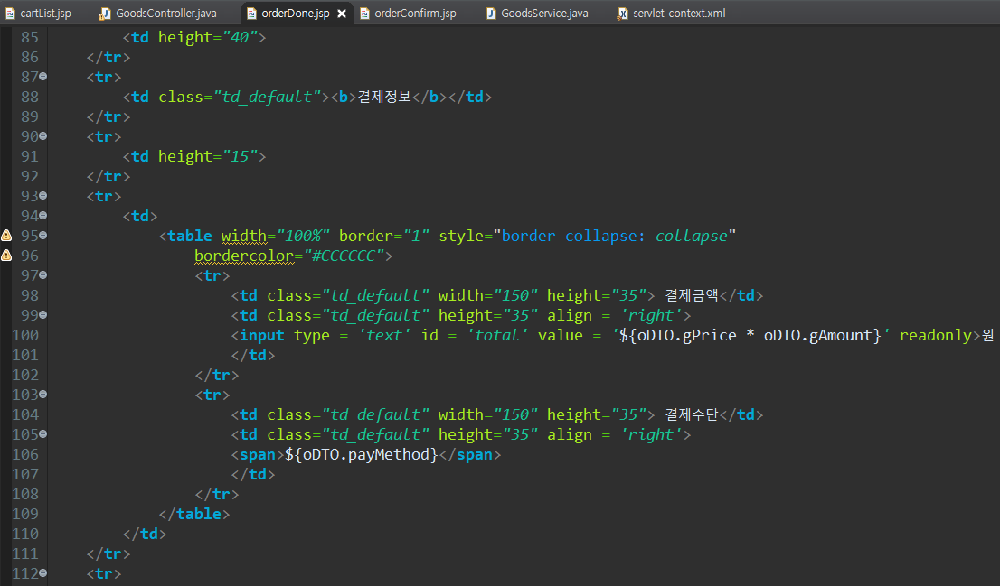 cartList.jsp GoodsController.java orderDone.jsp orderConfirm.jsp GoodsService.java servlet-context.xml
85 <td height="40">
86 </tr>
87 <tr>
88 <td class="td_default"><b>결제정보</b></td>
89 </tr>
90 <tr>
91 <td height="15">
92 </tr>
93 <tr>
94 <td>
95 <table width="100%" border="1" style="border-collapse: collapse"
96 bordercolor="#CCCCCC">
97 <tr>
98 <td class="td_default" width="150" height="35"> 결제금액</td>
99 <td class="td_default" height="35" align = 'right'>
100 <input type = 'text' id = 'total' value = '${oDTO.gPrice * oDTO.gAmount}' readonly>원
101 </td>
102 </tr>
103 <tr>
104 <td class="td_default" width="150" height="35"> 결제수단</td>
105 <td class="td_default" height="35" align = 'right'>
106 <span>${oDTO.payMethod}</span>
107 </td>
108 </tr>
109 </table>
110 </td>
111 </tr>
112 <tr>